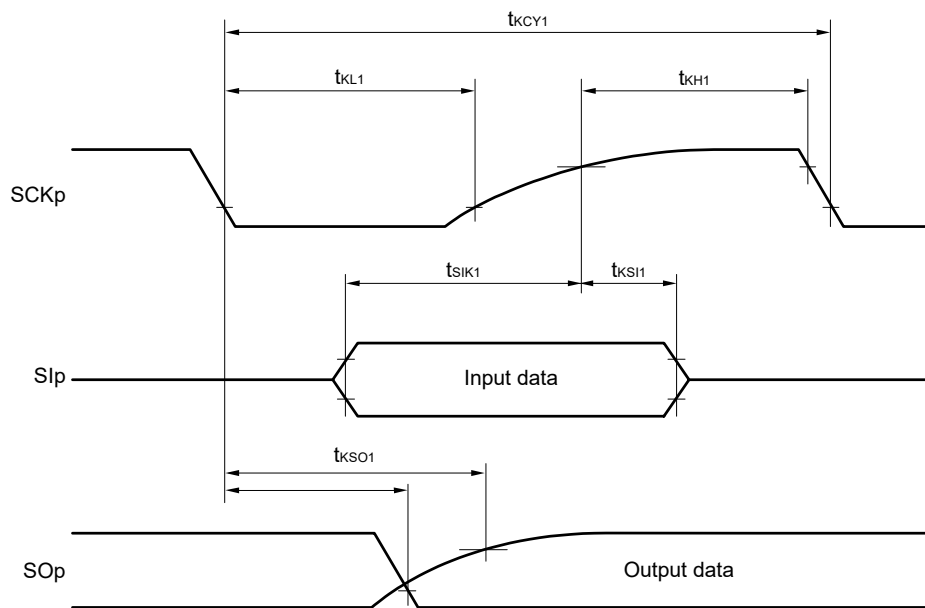 tKCY1
tKL1
tKH1
SCKp
tSIK1
tKSI1
SIp
Input data
tKSO1
SOp
Output data